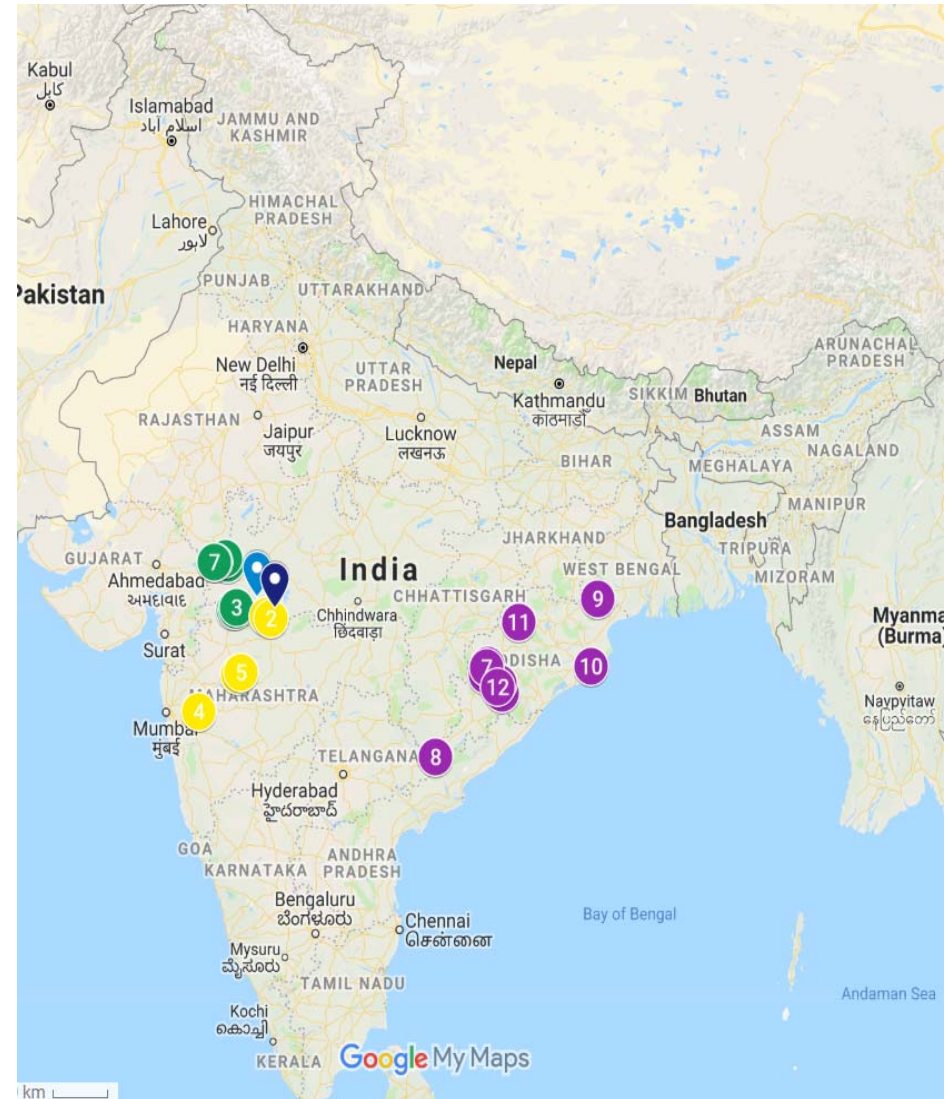 Kabul
کابل
Islamabad
اسلام آباد
JAMMU AND
KASHMIR
HIMACHAL
PRADESH
Lahore
لاہور
PUNJAB
UTTARAKHAND
Pakistan
HARYANA
New Delhi
नई दिल्ली
UTTAR
PRADESH
Nepal
Kathmandu
काठमाडौँ
SIKKIM
Bhutan
ARUNACHAL
PRADESH
RAJASTHAN
Jaipur
जयपुर
Lucknow
लखनऊ
BIHAR
ASSAM
NAGALAND
MEGHALAYA
MANIPUR
Bangladesh
TRIPURA
MIZORAM
JHARKHAND
WEST BENGAL
GUJARAT
7
Ahmedabad
અમદાવાદ
India
CHHATTISGARH
9
Myanmar
(Burma)
3
2
Chhindwara
छिंदवाड़ा
11
Surat
5
7
ODISHA
10
12
MAHARASHTRA
4
Naypyitaw
နေပြည်တော်
Mumbai
मुंबई
TELANGANA
8
Hyderabad
హైదరాబాద్
GOA
KARNATAKA
ANDHRA
PRADESH
Bengaluru
ಬೆಂಗಳೂರು
Chennai
சென்னை
Bay of Bengal
Mysuru
ಮೈಸೂರು
TAMIL NADU
Andaman Sea
Kochi
കൊച്ചി
KERALA
Google My Maps
km